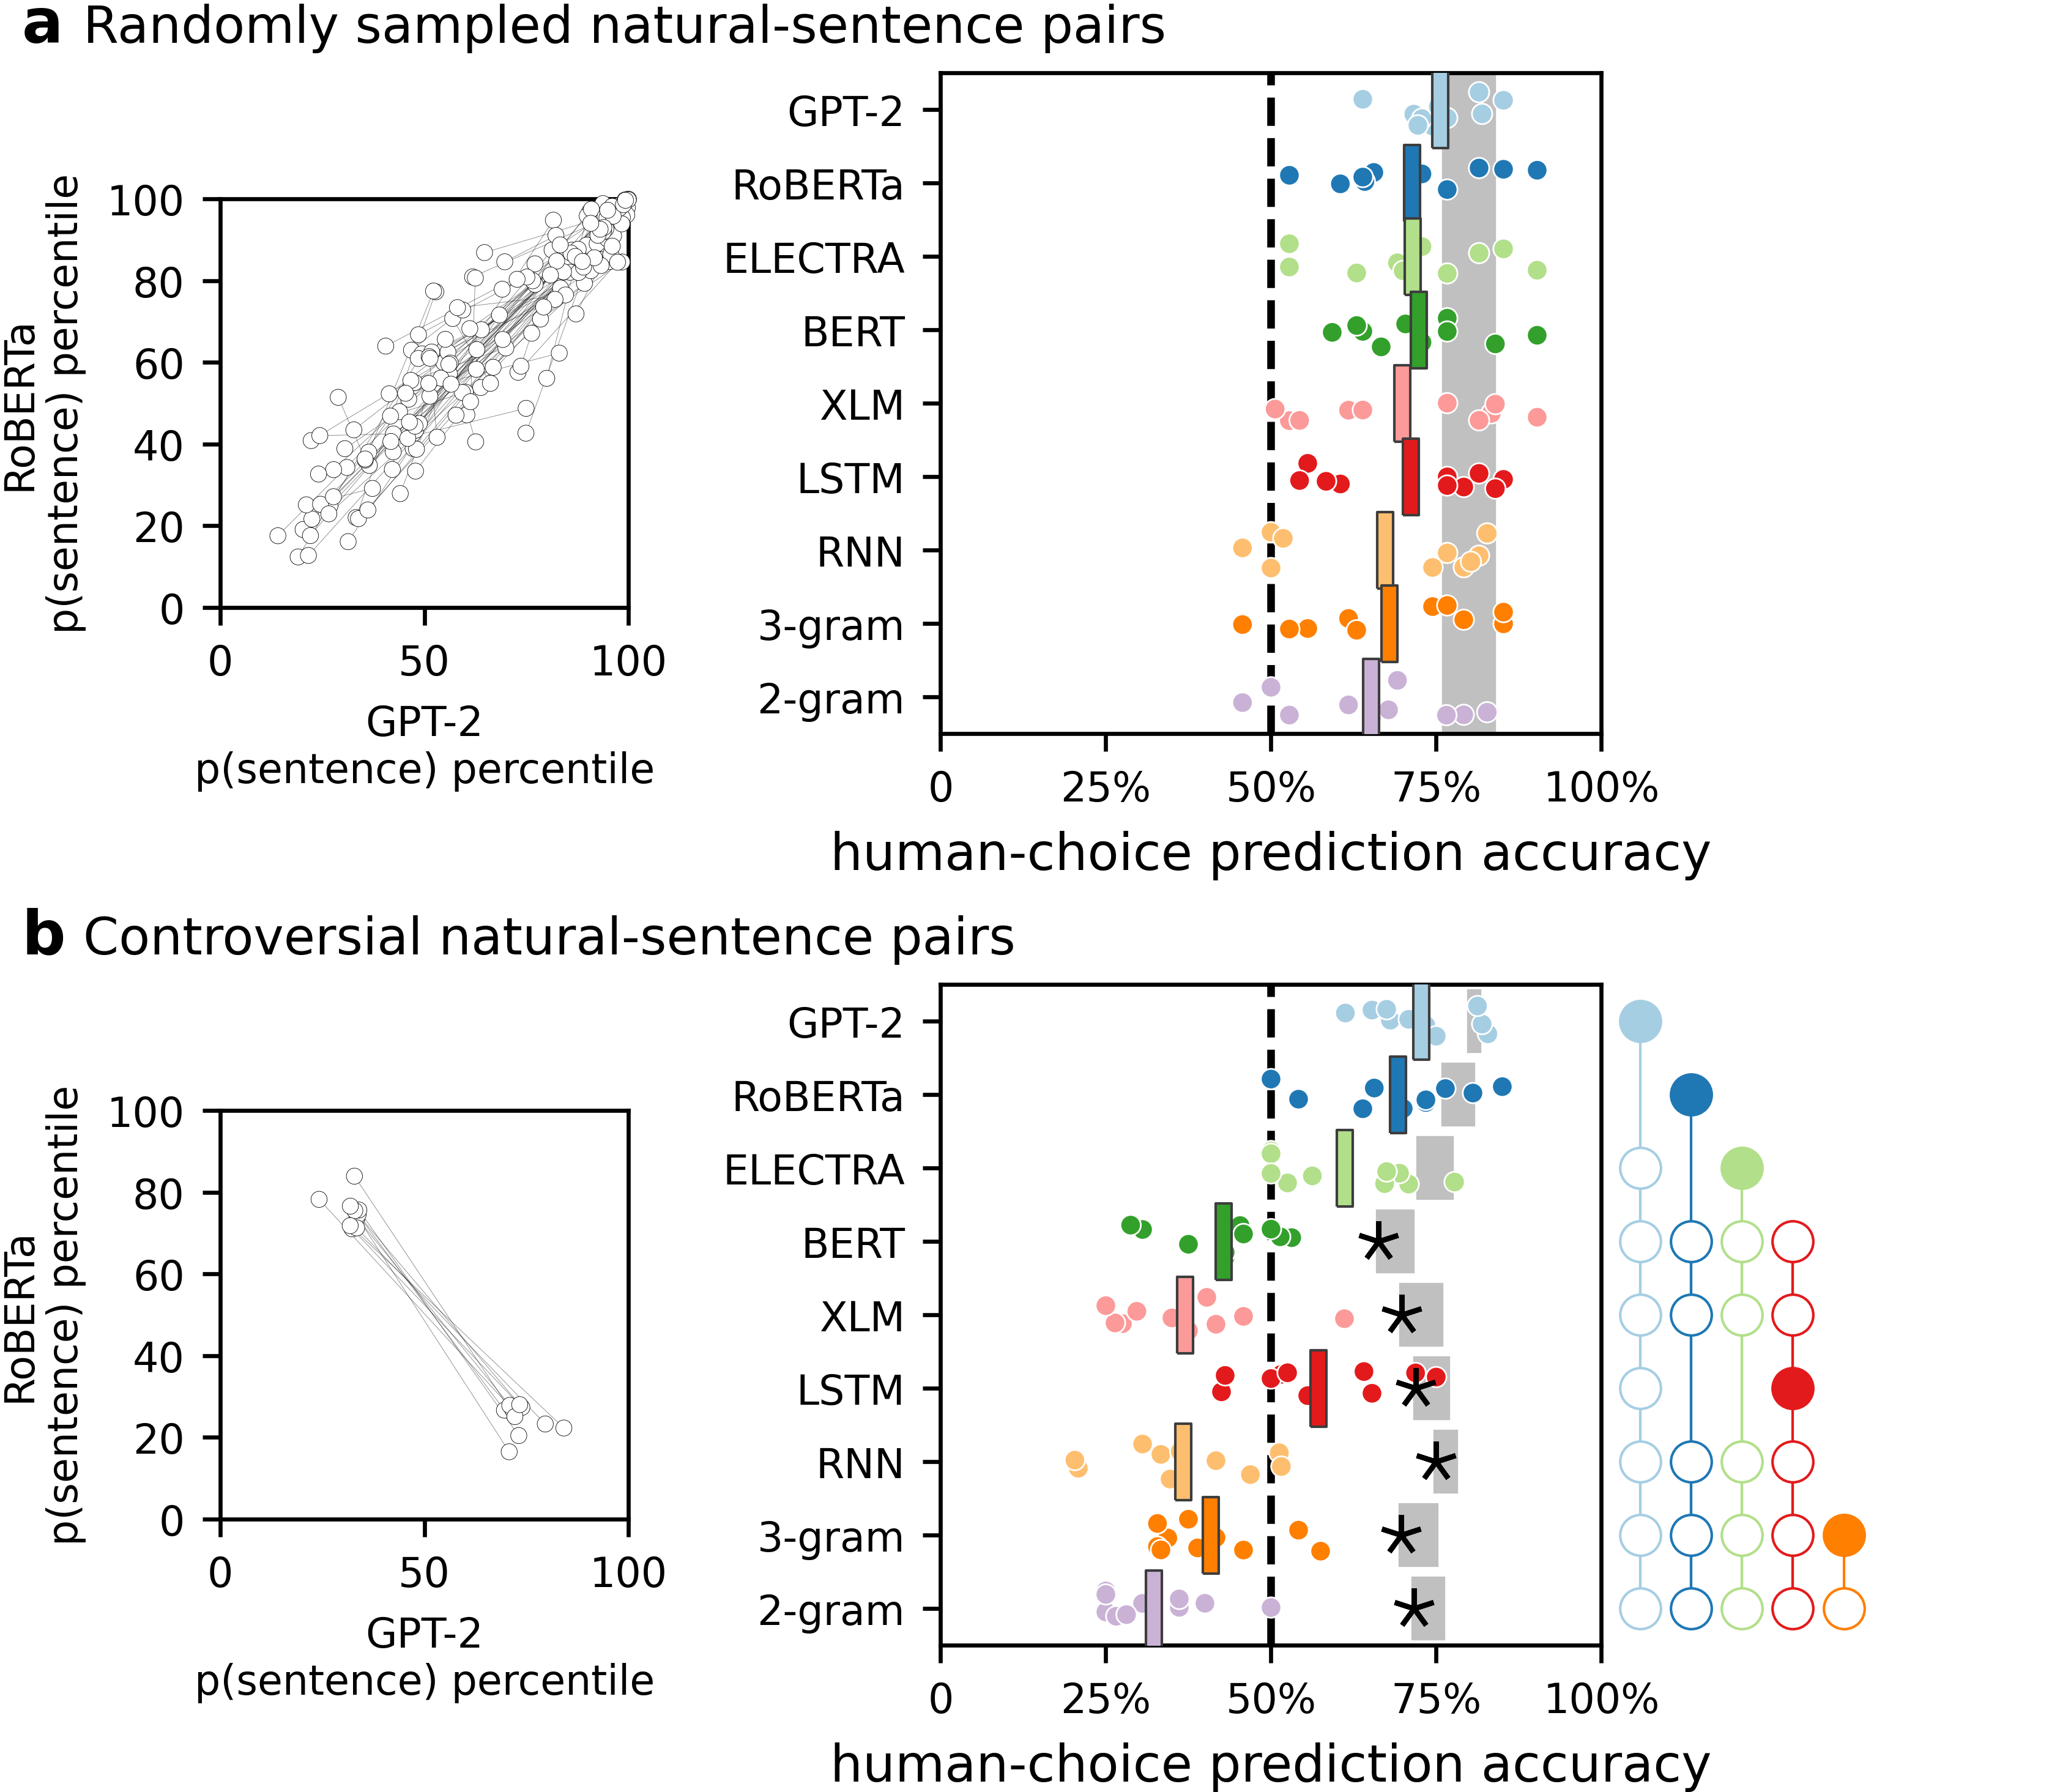 a Randomly sampled natural-sentence pairs
RoBERTa
p(sentence) percentile
100
80
60
40
20
0
0 50 100
GPT-2
p(sentence) percentile
GPT-2
RoBERTa
ELECTRA
BERT
XLM
LSTM
RNN
3-gram
2-gram
0 25% 50% 75% 100%
human-choice prediction accuracy
b Controversial natural-sentence pairs
RoBERTa
p(sentence) percentile
100
80
60
40
20
0
0 50 100
GPT-2
p(sentence) percentile
GPT-2
RoBERTa
ELECTRA
BERT
XLM
LSTM
RNN
3-gram
2-gram
0 25% 50% 75% 100%
human-choice prediction accuracy